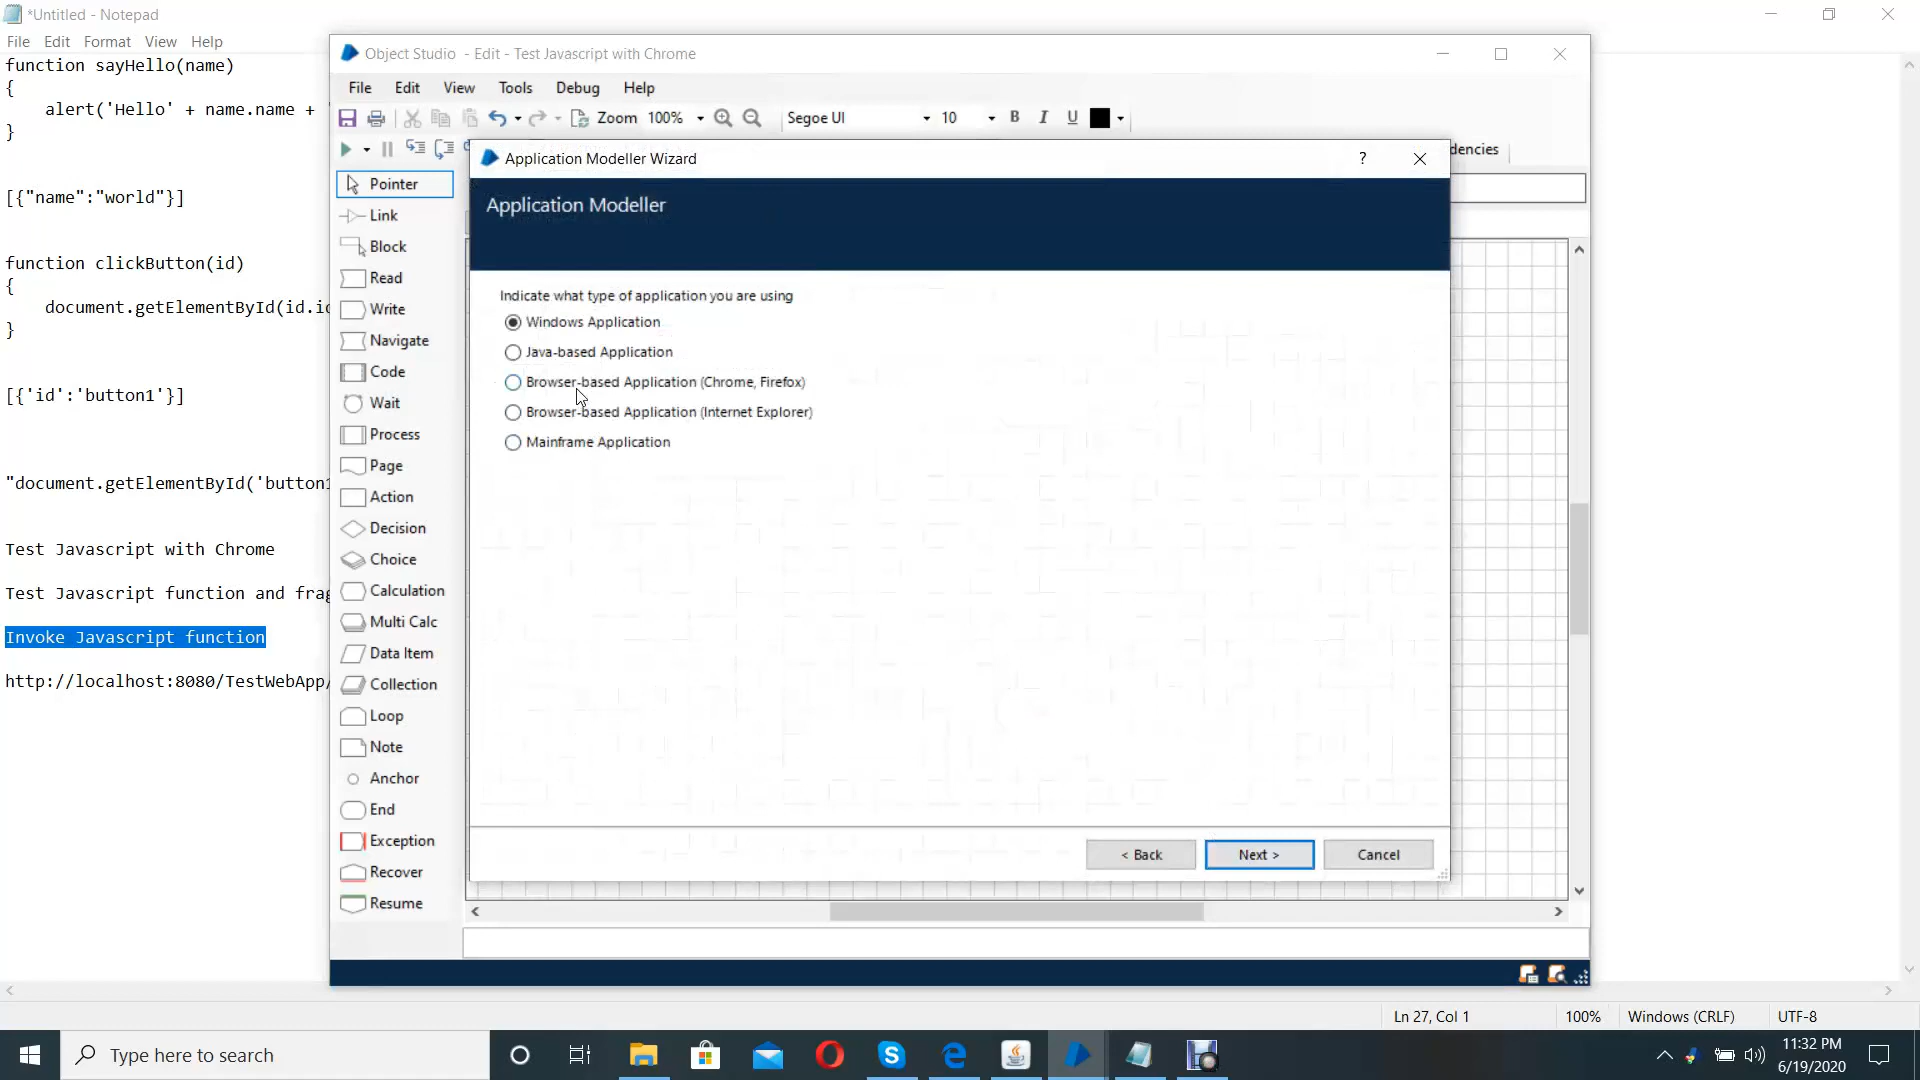 *Untitled - Notepad
File Edit Format View Help
function sayHello(name)
{
alert('Hello' + name.name + '
}
[{"name":"world"}]
function clickButton(id)
{
document.getElementById(id.id
}
[{'id':'button1'}]
"document.getElementById('button1
Test Javascript with Chrome
Test Javascript function and frag
Invoke Javascript function
http://localhost:8080/TestWebApp/
Object Studio - Edit - Test Javascript with Chrome
File Edit View Tools Debug Help
Zoom 100% Segoe UI 10 B I U
dencies
Pointer
Link
Block
Read
Write
Navigate
Code
Wait
Process
Page
Action
Decision
Choice
Calculation
Multi Calc
Data Item
Collection
Loop
Note
Anchor
End
Exception
Recover
Resume
Application Modeller Wizard ?
Application Modeller
Indicate what type of application you are using
Windows Application
Java-based Application
Browser-based Application (Chrome, Firefox)
Browser-based Application (Internet Explorer)
Mainframe Application
< Back Next > Cancel
Ln 27, Col 1 100% Windows (CRLF) UTF-8
Type here to search
11:32 PM
6/19/2020